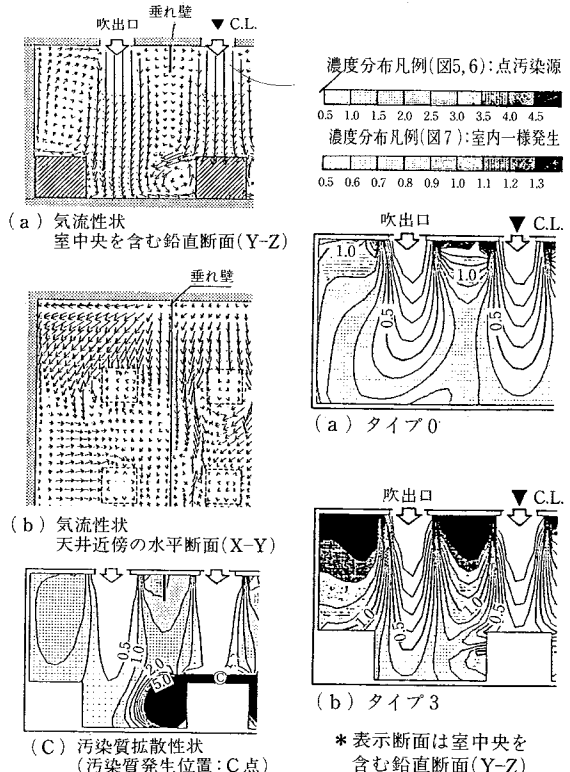 吹出口
垂れ壁
▼ C.L.
(a) 気流性状
室中央を含む鉛直断面(Y-Z)
垂れ壁
(b) 気流性状
天井近傍の水平断面(X-Y)
0.5
1.0
2.0
5.0
C
(C) 汚染質拡散性状
(汚染質発生位置:C点)
濃度分布凡例(図5,6):点汚染源
0.5 1.0 1.5 2.0 2.5 3.0 3.5 4.0 4.5
濃度分布凡例(図7):室内一様発生
0.5 0.6 0.7 0.8 0.9 1.0 1.1 1.2 1.3
吹出口
▼ C.L.
1.0
1.0
0.5
0.5
(a) タイプ0
吹出口
▼ C.L.
1.0
1.0
0.5
0.5
(b) タイプ3
*表示断面は室中央を
含む鉛直断面(Y-Z)